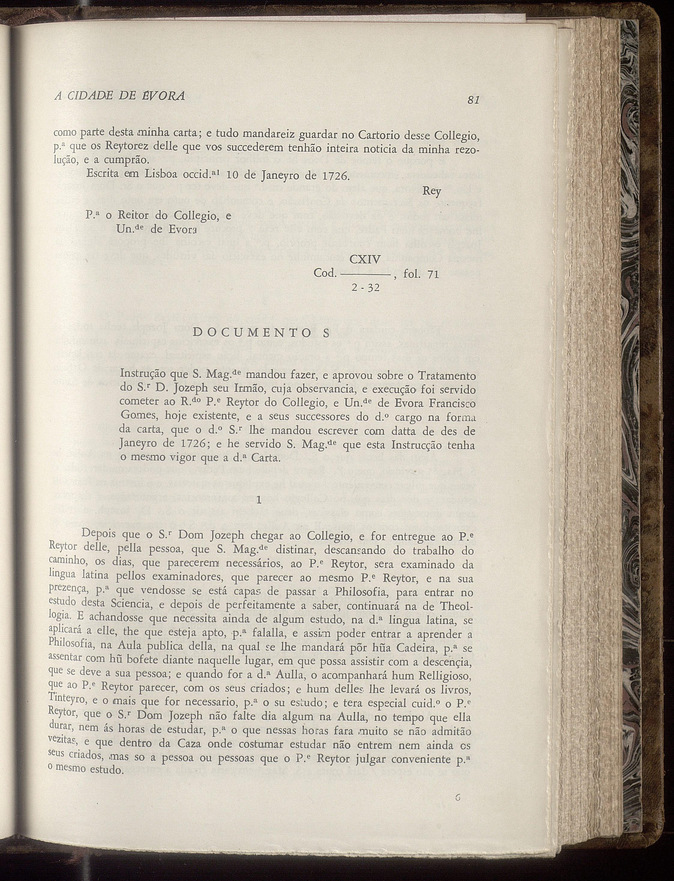 A CIDADE DE ÉVORA
81
como parte desta minha carta; e tudo mandareiz guardar no Cartorio desse Collegio,
p.ª que os Reytorez delle que vos succederem tenhão inteira noticia da minha rezo-
lução, e a cumprão.
Escrita em Lisboa occid.ªˡ 10 de Janeyro de 1726.
Rey
P.ª o Reitor do Collegio, e
Un.ᵈᵉ de Evora
CXIV
Cod. ———, fol. 71
2 - 32
DOCUMENTO S
Instrução que S. Mag.ᵈᵉ mandou fazer, e aprovou sobre o Tratamento
do S.ʳ D. Jozeph seu Irmão, cuja observancia, e execução foi servido
cometer ao R.ᵈᵒ P.ᵉ Reytor do Collegio, e Un.ᵈᵉ de Evora Francisco
Gomes, hoje existente, e a seus successores do d.º cargo na forma
da carta, que o d.º S.ʳ lhe mandou escrever com datta de des de
Janeyro de 1726; e he servido S. Mag.ᵈᵉ que esta Instrucção tenha
o mesmo vigor que a d.ª Carta.
1
Depois que o S.ʳ Dom Jozeph chegar ao Collegio, e for entregue ao P.ᵉ
Reytor delle, pella pessoa, que S. Mag.ᵈᵉ distinar, descansando do trabalho do
caminho, os dias, que parecerem necessários, ao P.ᵉ Reytor, sera examinado da
lingua latina pellos examinadores, que parecer ao mesmo P.ᵉ Reytor, e na sua
prezença, p.ª que vendosse se está capas de passar a Philosofia, para entrar no
estudo desta Sciencia, e depois de perfeitamente a saber, continuará na de Theol-
logia. E achandosse que necessita ainda de algum estudo, na d.ª lingua latina, se
aplicará a elle, the que esteja apto, p.ª falalla, e assim poder entrar a aprender a
Philosofia, na Aula publica della, na qual se lhe mandará pôr hũa Cadeira, p.ª se
assentar com hũ bofete diante naquelle lugar, em que possa assistir com a descençia,
que se deve a sua pessoa; e quando for a d.ª Aulla, o acompanhará hum Relligioso,
que ao P.ᵉ Reytor parecer, com os seus criados; e hum delles lhe levará os livros,
Tinteyro, e o mais que for necessario, p.ª o su estudo; e tera especial cuid.º o P.ᵉ
Reytor, que o S.ʳ Dom Jozeph não falte dia algum na Aulla, no tempo que ella
durar, nem ás horas de estudar, p.ª o que nessas horas fara muito se não admitão
vezitas, e que dentro da Caza onde costumar estudar não entrem nem ainda os
seus criados, mas so a pessoa ou pessoas que o P.ᵉ Reytor julgar conveniente p.ª
o mesmo estudo.
6